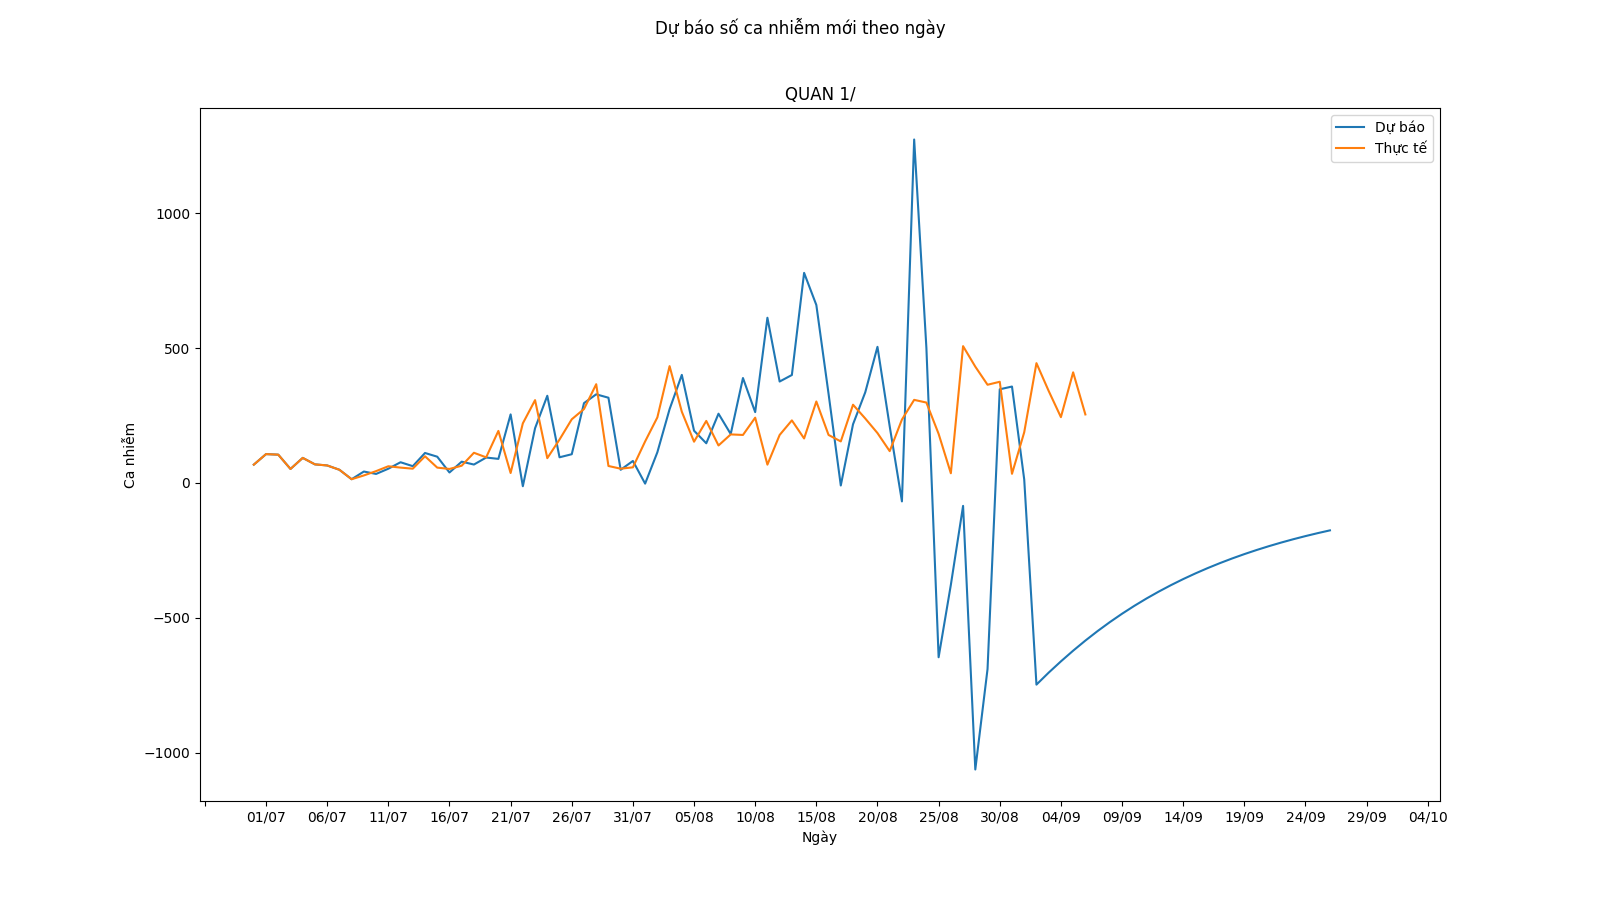 Dự báo số ca nhiễm mới theo ngày
QUAN 1/
Dự báo
Thực tế
1000
500
0
−500
−1000
Ca nhiễm
01/07 06/07 11/07 16/07 21/07 26/07 31/07 05/08 10/08 15/08 20/08 25/08 30/08 04/09 09/09 14/09 19/09 24/09 29/09 04/10
Ngày